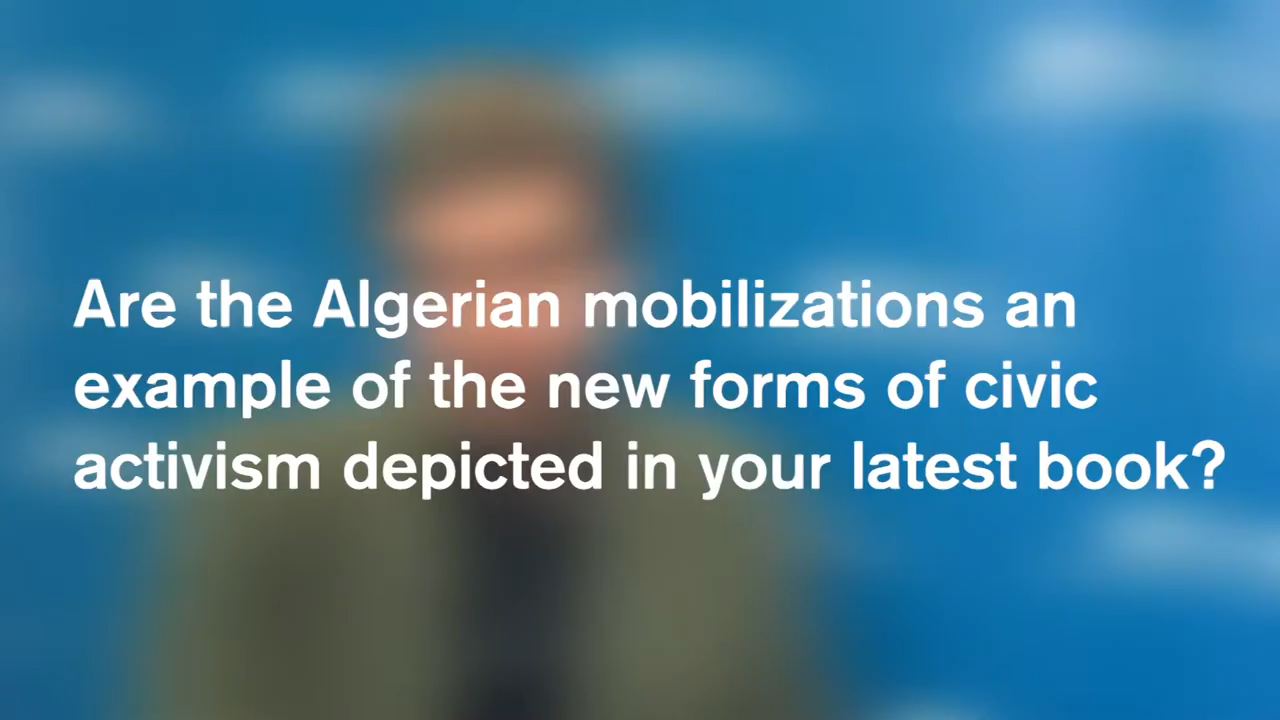 Are the Algerian mobilizations an
example of the new forms of civic
activism depicted in your latest book?